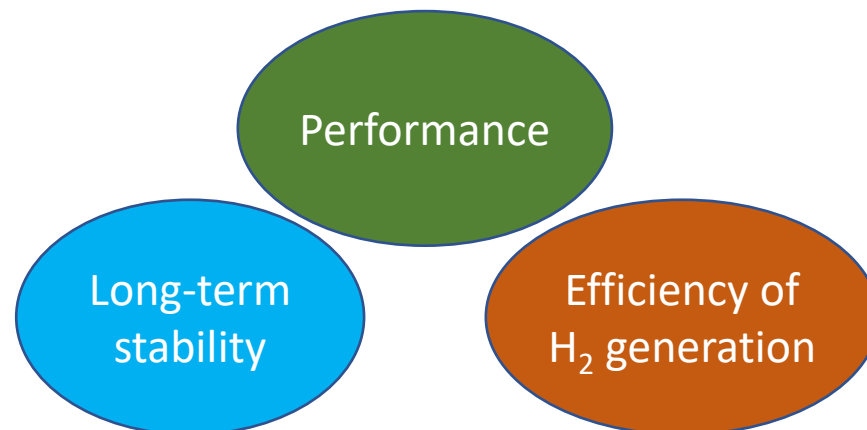 Performance
Long-term
stability
Efficiency of
H₂ generation